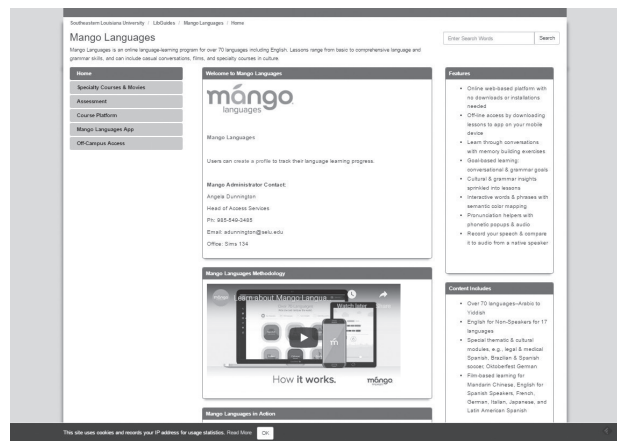 Southeastern Louisiana University / LibGuides / Mango Languages / Home
Mango Languages
Enter Search Words
Search
Mango Languages is an online language-learning program for over 70 languages including English. Lessons range from basic to comprehensive language and
grammar skills, and can include casual conversations, films, and specialty courses in culture.
Home
Specialty Courses & Movies
Assessment
Course Platform
Mango Languages App
Off-Campus Access
Welcome to Mango Languages
mango
languages
Mango Languages
Users can create a profile to track their language learning progress.
Mango Administrator Contact:
Angela Dunnington
Head of Access Services
Ph: 985-549-3485
Email: adunnington@selu.edu
Office: Sims 134
Mango Languages Methodology
Learn about Mango Langua
Watch later
Share
How it works.
mango
Mango Languages in Action
Features
Online web-based platform with
no downloads or installations
needed
Off-line access by downloading
lessons to app on your mobile
device
Learn through conversations
with memory building exercises
Goal-based learning:
conversational & grammar goals
Cultural & grammar insights
sprinkled into lessons
Interactive words & phrases with
semantic color mapping
Pronunciation helpers with
phonetic popups & audio
Record your speech & compare
it to audio from a native speaker
Content Includes
Over 70 languages-Arabic to
Yiddish
English for Non-Speakers for 17
languages
Special thematic & cultural
modules, e.g., legal & medical
Spanish, Brazilian & Spanish
soccer, Oktoberfest German
Film-based learning for
Mandarin Chinese, English for
Spanish Speakers, French,
German, Italian, Japanese, and
Latin American Spanish
This site uses cookies and records your IP address for usage statistics. Read More
OK